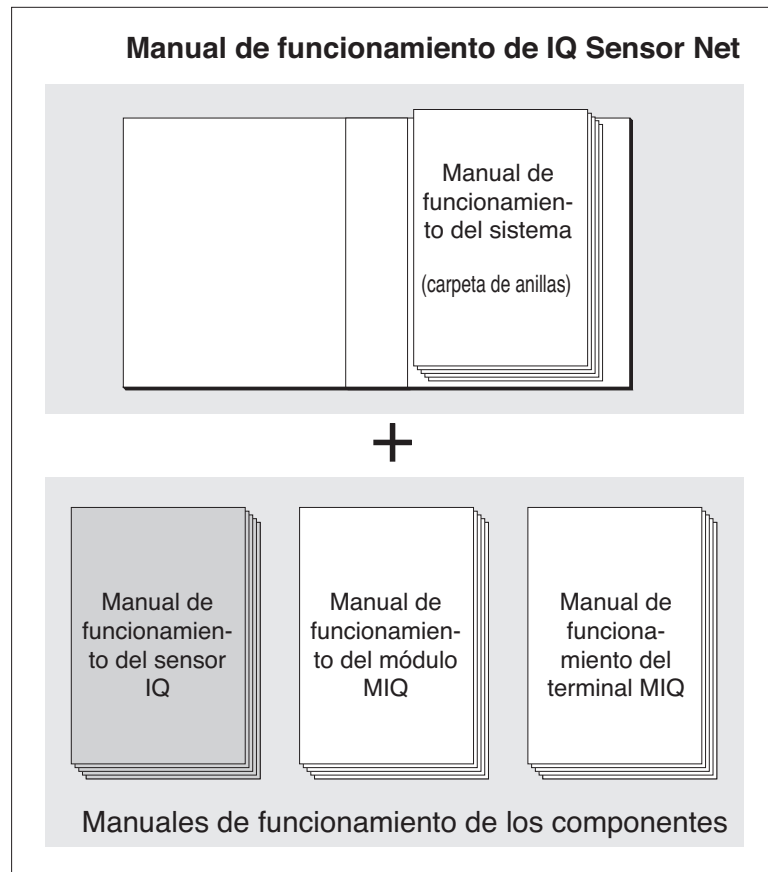 Manual de funcionamiento de IQ Sensor Net
Manual de
funcionamien-
to del sistema
(carpeta de anillas)
+
Manual de
funcionamien-
to del sensor
IQ
Manual de
funcionamien-
to del módulo
MIQ
Manual de
funciona-
miento del
terminal MIQ
Manuales de funcionamiento de los componentes